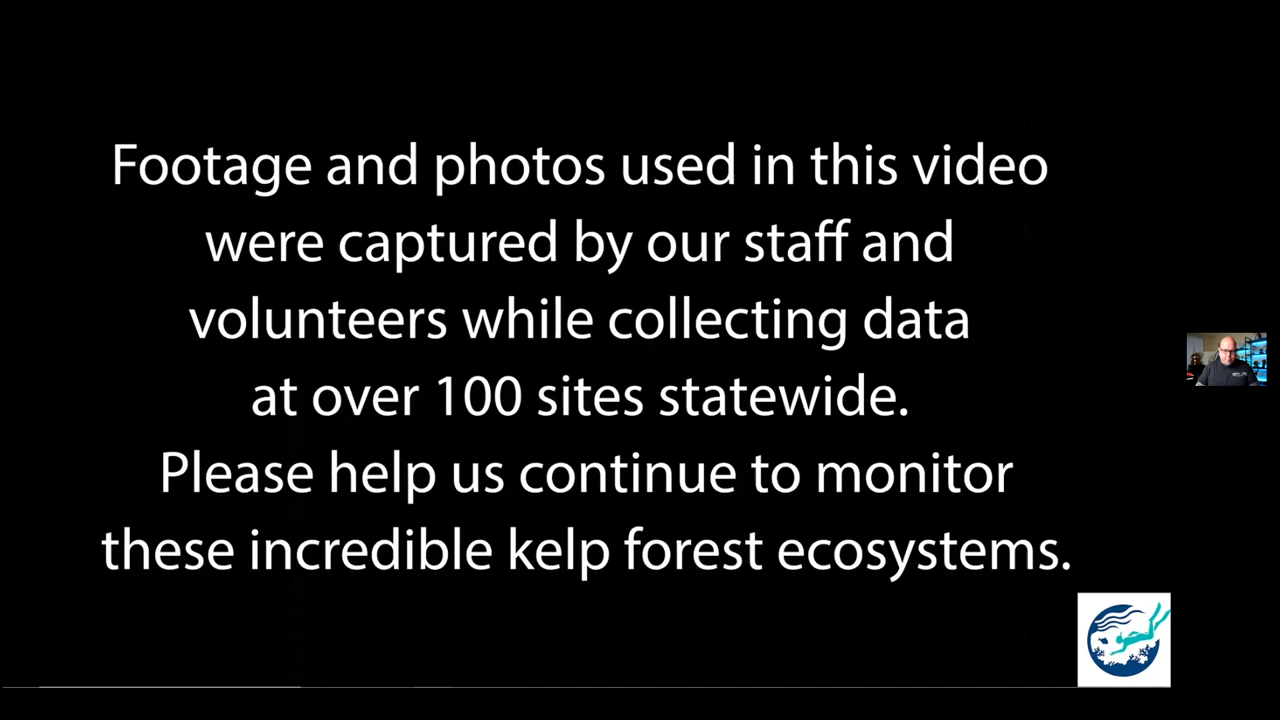 Footage and photos used in this video
were captured by our staff and
volunteers while collecting data
at over 100 sites statewide.
Please help us continue to monitor
these incredible kelp forest ecosystems.